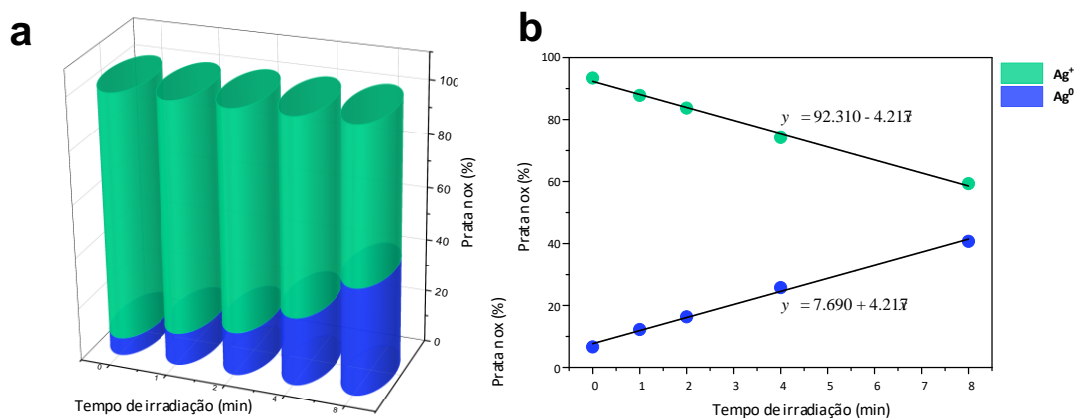 a
100
80
60
40
20
0
Prata nox (%)
0
1
2
4
8
Tempo de irradiação (min)
b
100
80
60
40
20
0
Prata nox (%)
Prata nox (%)
y = 92.310 - 4.217x
y = 7.690 + 4.217x
0 1 2 3 4 5 6 7 8
Tempo de irradiação (min)
Ag⁺
Ag⁰